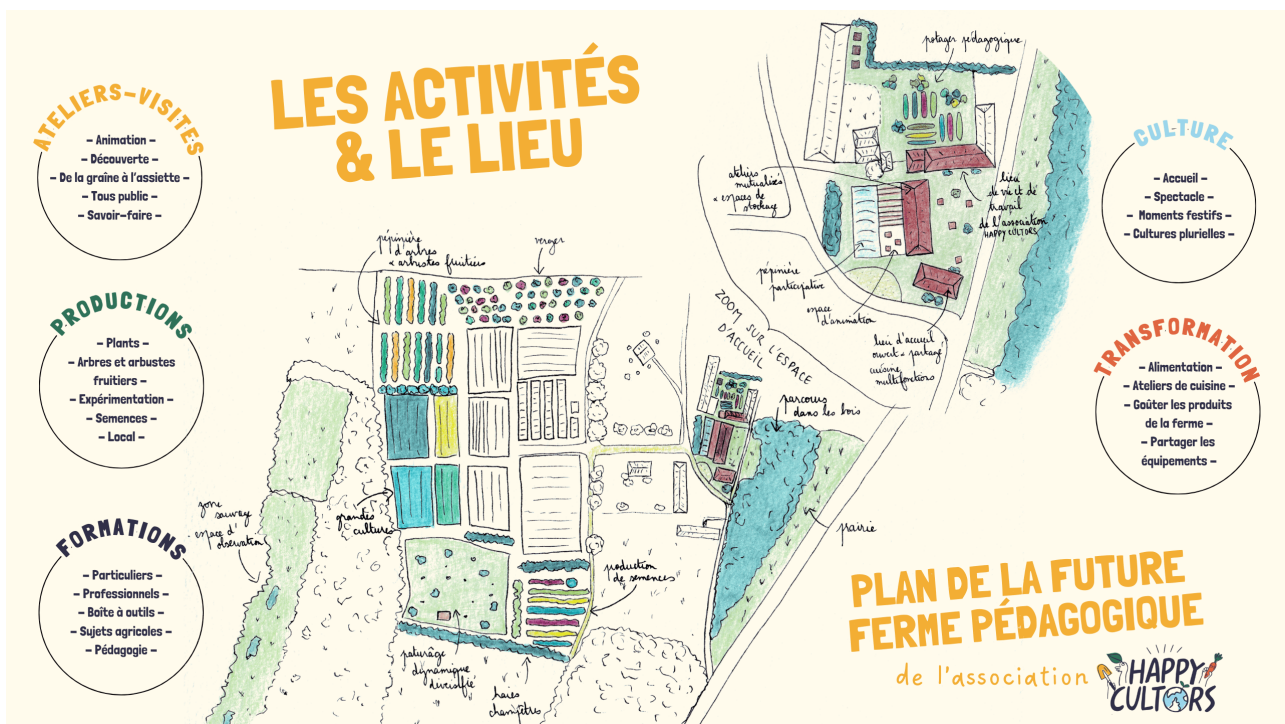 LES ACTIVITÉS
& LE LIEU
ATELIERS-VISITES
– Animation –
– Découverte –
– De la graîne à l'assiette –
– Tous public –
– Savoir-faire –
PRODUCTIONS
– Plants –
– Arbres et arbustes
fruitiers –
– Expérimentation –
– Semences –
– Local –
FORMATIONS
– Particuliers –
– Professionnels –
– Boîte à outils –
– Sujets agricoles –
– Pédagogie –
pépinière
d'arbres
& arbustes fruitiers
verger
zone
sauvage
espace d'
observation
grandes
cultures
production
de semences
paturâge
dynamique
diversifié
haies
champêtres
potager pédagogique
ateliers
mutualisés
& espaces de
stockage
lieu
de vie et de
travail
de l'association
HAPPY CULTORS
pépinière
participative
espace
d'animation
lieu d'accueil
ouvert & partagé
cuisine
multifonctions
ZOOM SUR L'ESPACE
D'ACCUEIL
parcours
dans les bois
prairie
CULTURE
– Accueil –
– Spectacle –
– Moments festifs –
– Cultures plurielles –
TRANSFORMATION
– Alimentation –
– Ateliers de cuisine –
– Goûter les produits
de la ferme –
– Partager les
équipements –
PLAN DE LA FUTURE
FERME PÉDAGOGIQUE
de l'association
HAPPY
CULTORS